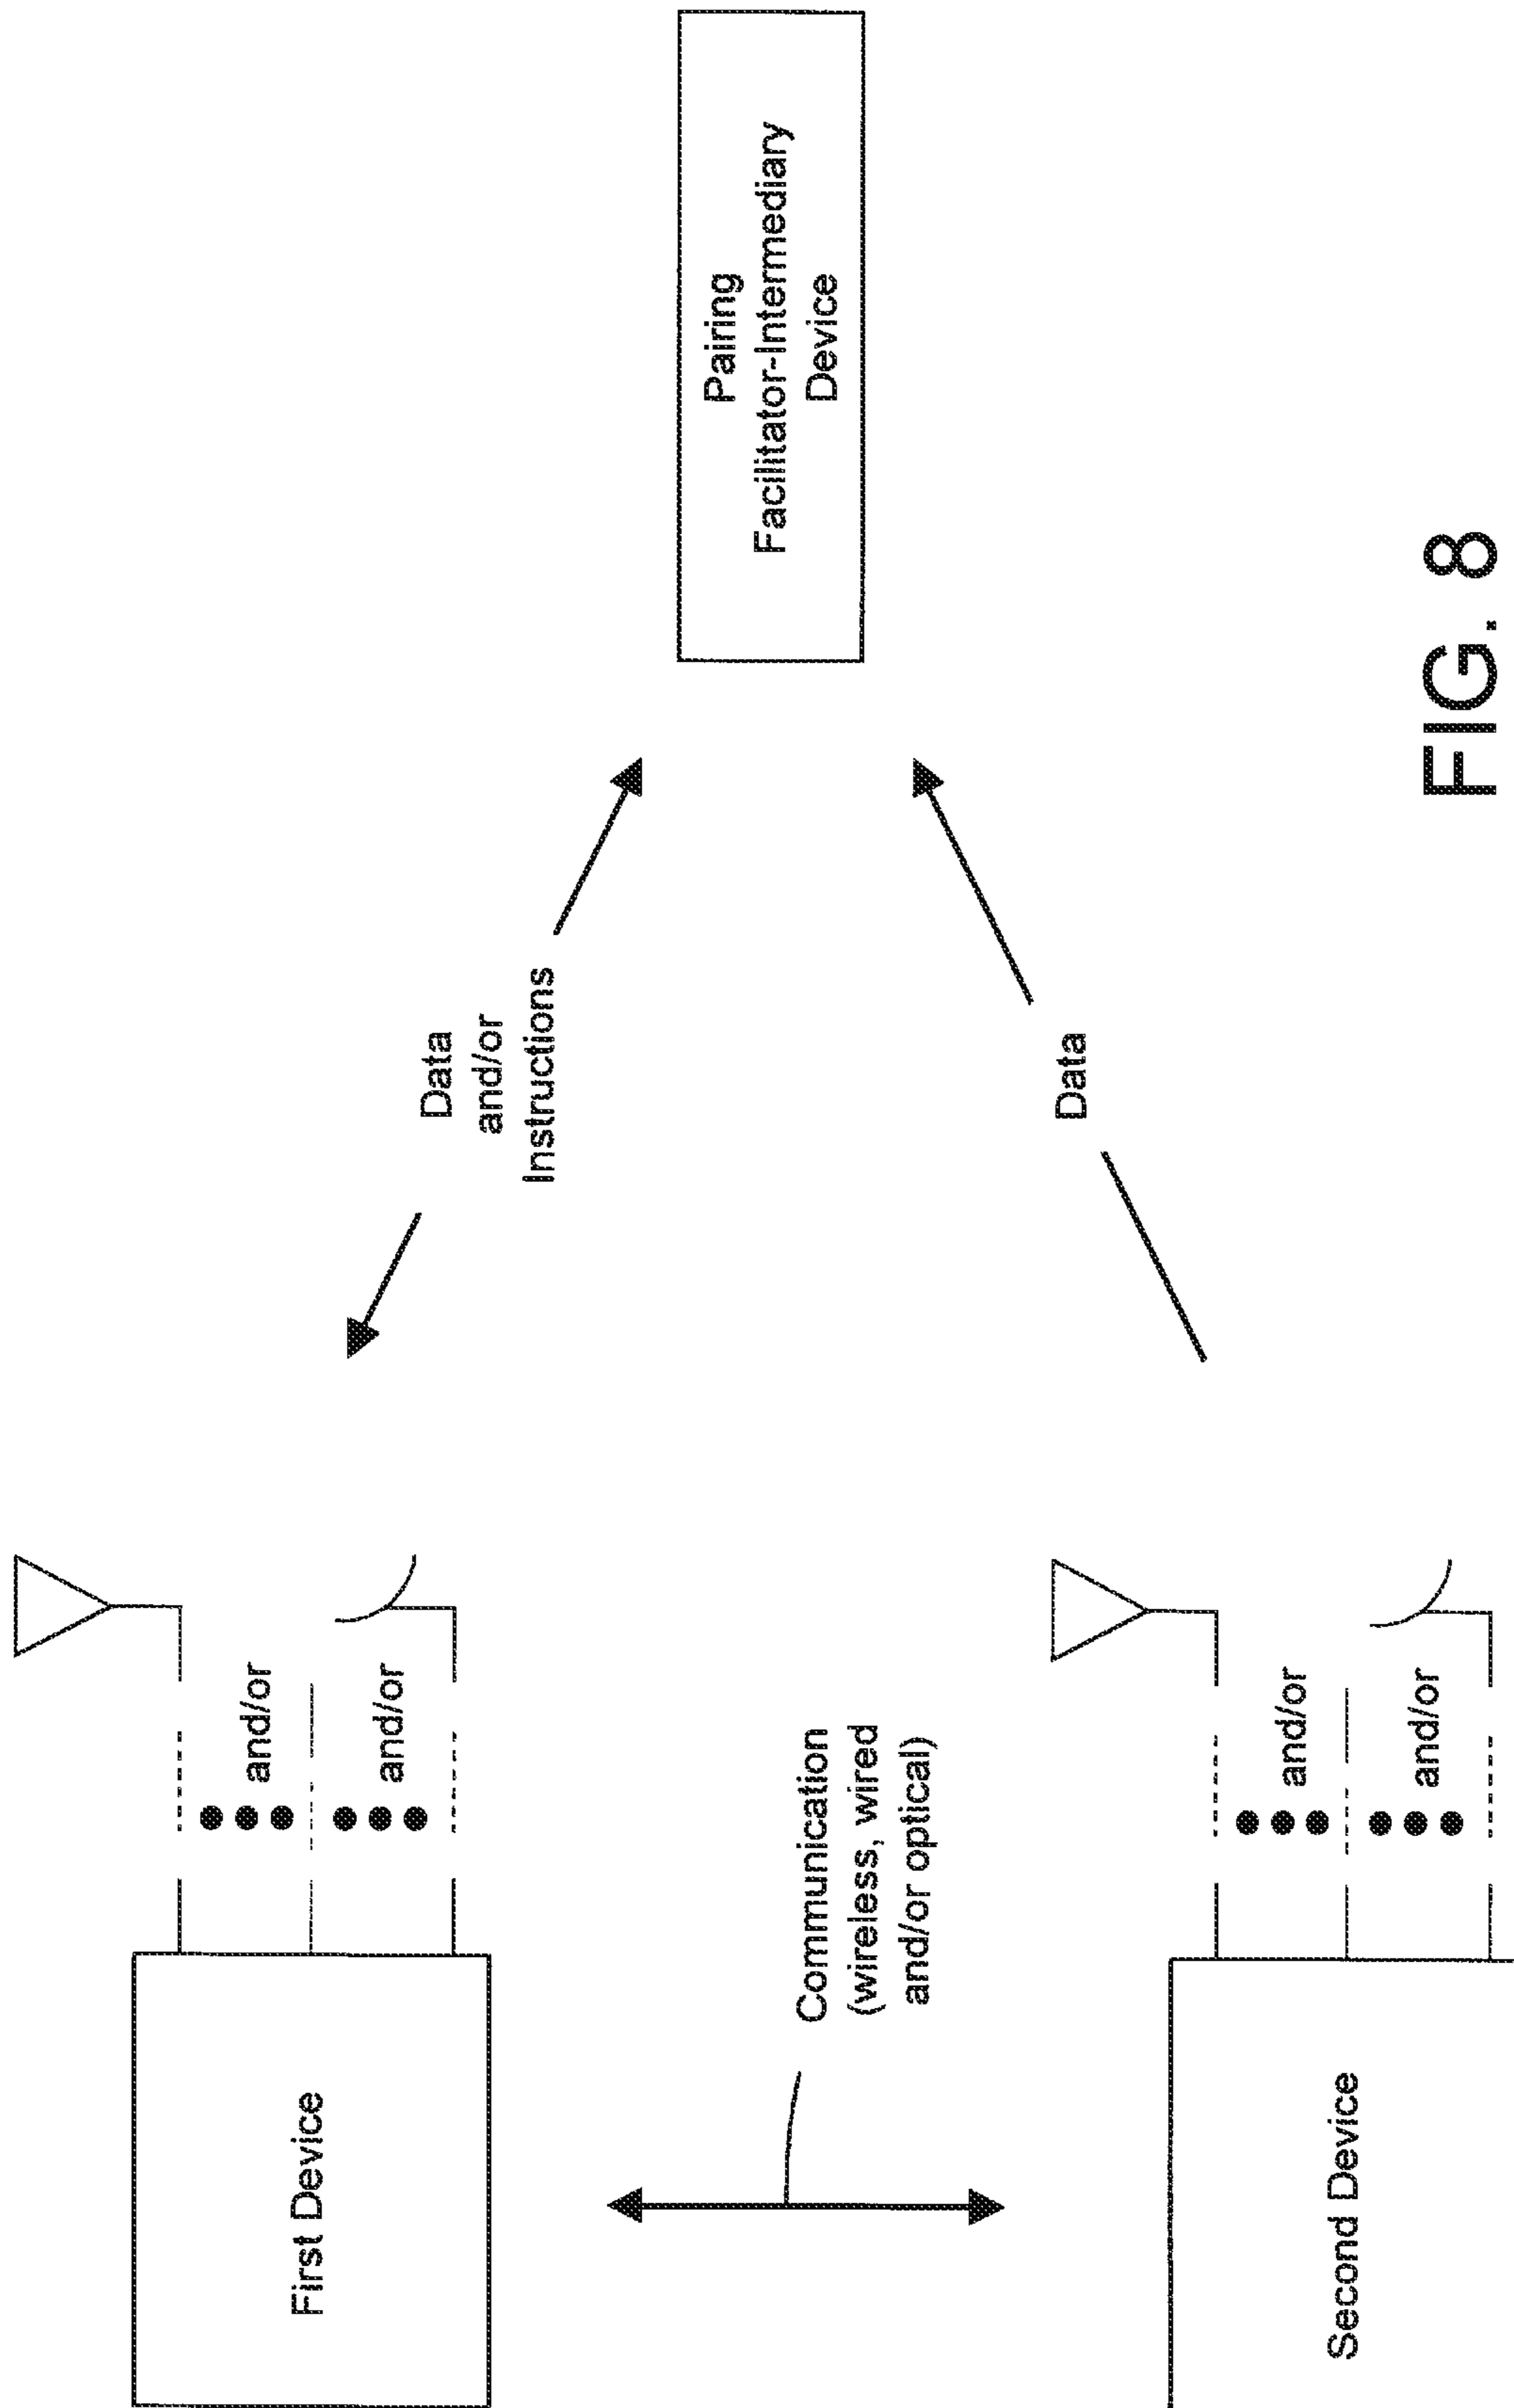 First Device
and/or
and/or
Data
and/or
Instructions
Pairing
Facilitator-Intermediary
Device
Communication
(wireless, wired
and/or optical)
Data
Second Device
and/or
and/or
FIG. 8